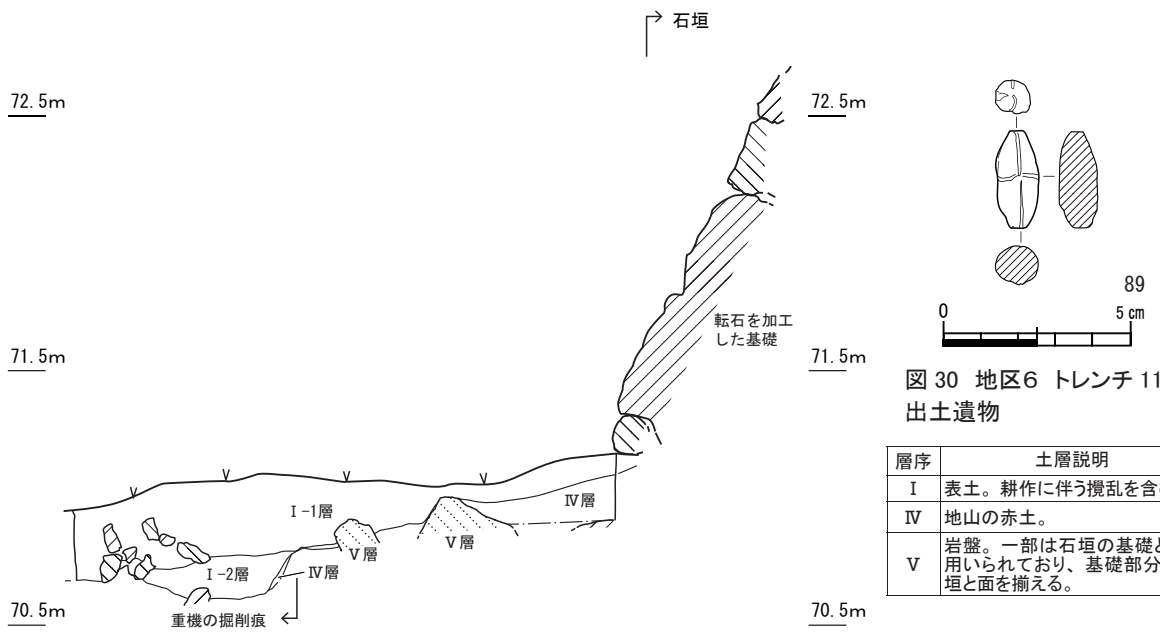 石垣
72.5m
72.5m
転石を加工
した基礎
71.5m
71.5m
Ⅰ-1層
Ⅳ層
Ⅴ層
Ⅴ層
Ⅰ-2層
Ⅳ層
重機の掘削痕
70.5m
70.5m
89
0
5 cm
図 30 地区6 トレンチ 11
出土遺物
層序 土層説明
Ⅰ 表土。耕作に伴う攪乱を含
Ⅳ 地山の赤土。
Ⅴ 岩盤。一部は石垣の基礎
用いられており、基礎部分
垣と面を揃える。